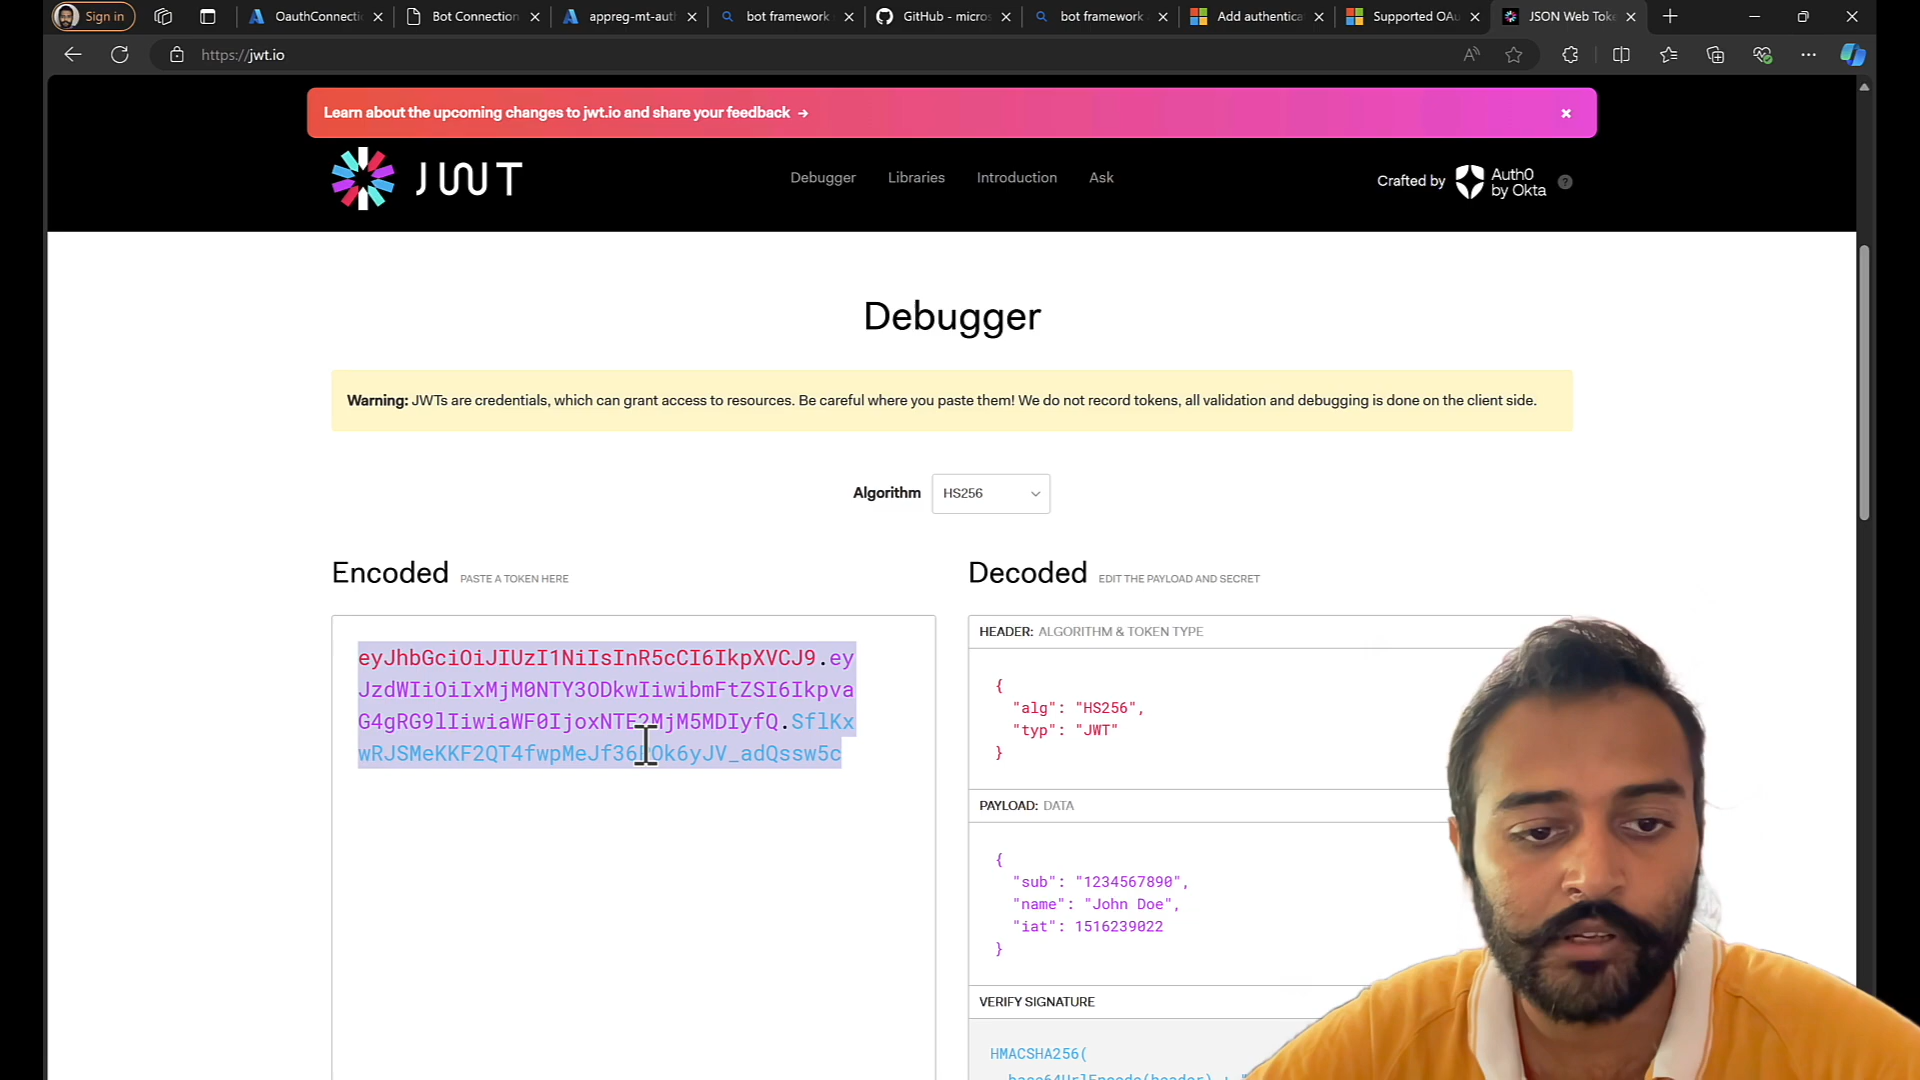 Sign in
OauthConnecti
Bot Connection
appreg-mt-auth
bot framework
GitHub - micros
bot framework
Add authentica
Supported OAu
JSON Web Toke
https://jwt.io
Learn about the upcoming changes to jwt.io and share your feedback →
JWT
Debugger
Libraries
Introduction
Ask
Crafted by
Auth0
by Okta
Debugger
Warning: JWTs are credentials, which can grant access to resources. Be careful where you paste them! We do not record tokens, all validation and debugging is done on the client side.
Algorithm
HS256
Encoded PASTE A TOKEN HERE
eyJhbGciOiJIUzI1NiIsInR5cCI6IkpXVCJ9.ey
JzdWIiOiIxMjM0NTY3ODkwIiwibmFtZSI6Ikpva
G4gRG9lIiwiaWF0IjoxNTE2MjM5MDIyfQ.SflKx
wRJSMeKKF2QT4fwpMeJf36POk6yJV_adQssw5c
Decoded EDIT THE PAYLOAD AND SECRET
HEADER: ALGORITHM & TOKEN TYPE
{
"alg": "HS256",
"typ": "JWT"
}
PAYLOAD: DATA
{
"sub": "1234567890",
"name": "John Doe",
"iat": 1516239022
}
VERIFY SIGNATURE
HMACSHA256(
base64UrlEncode(header) + "